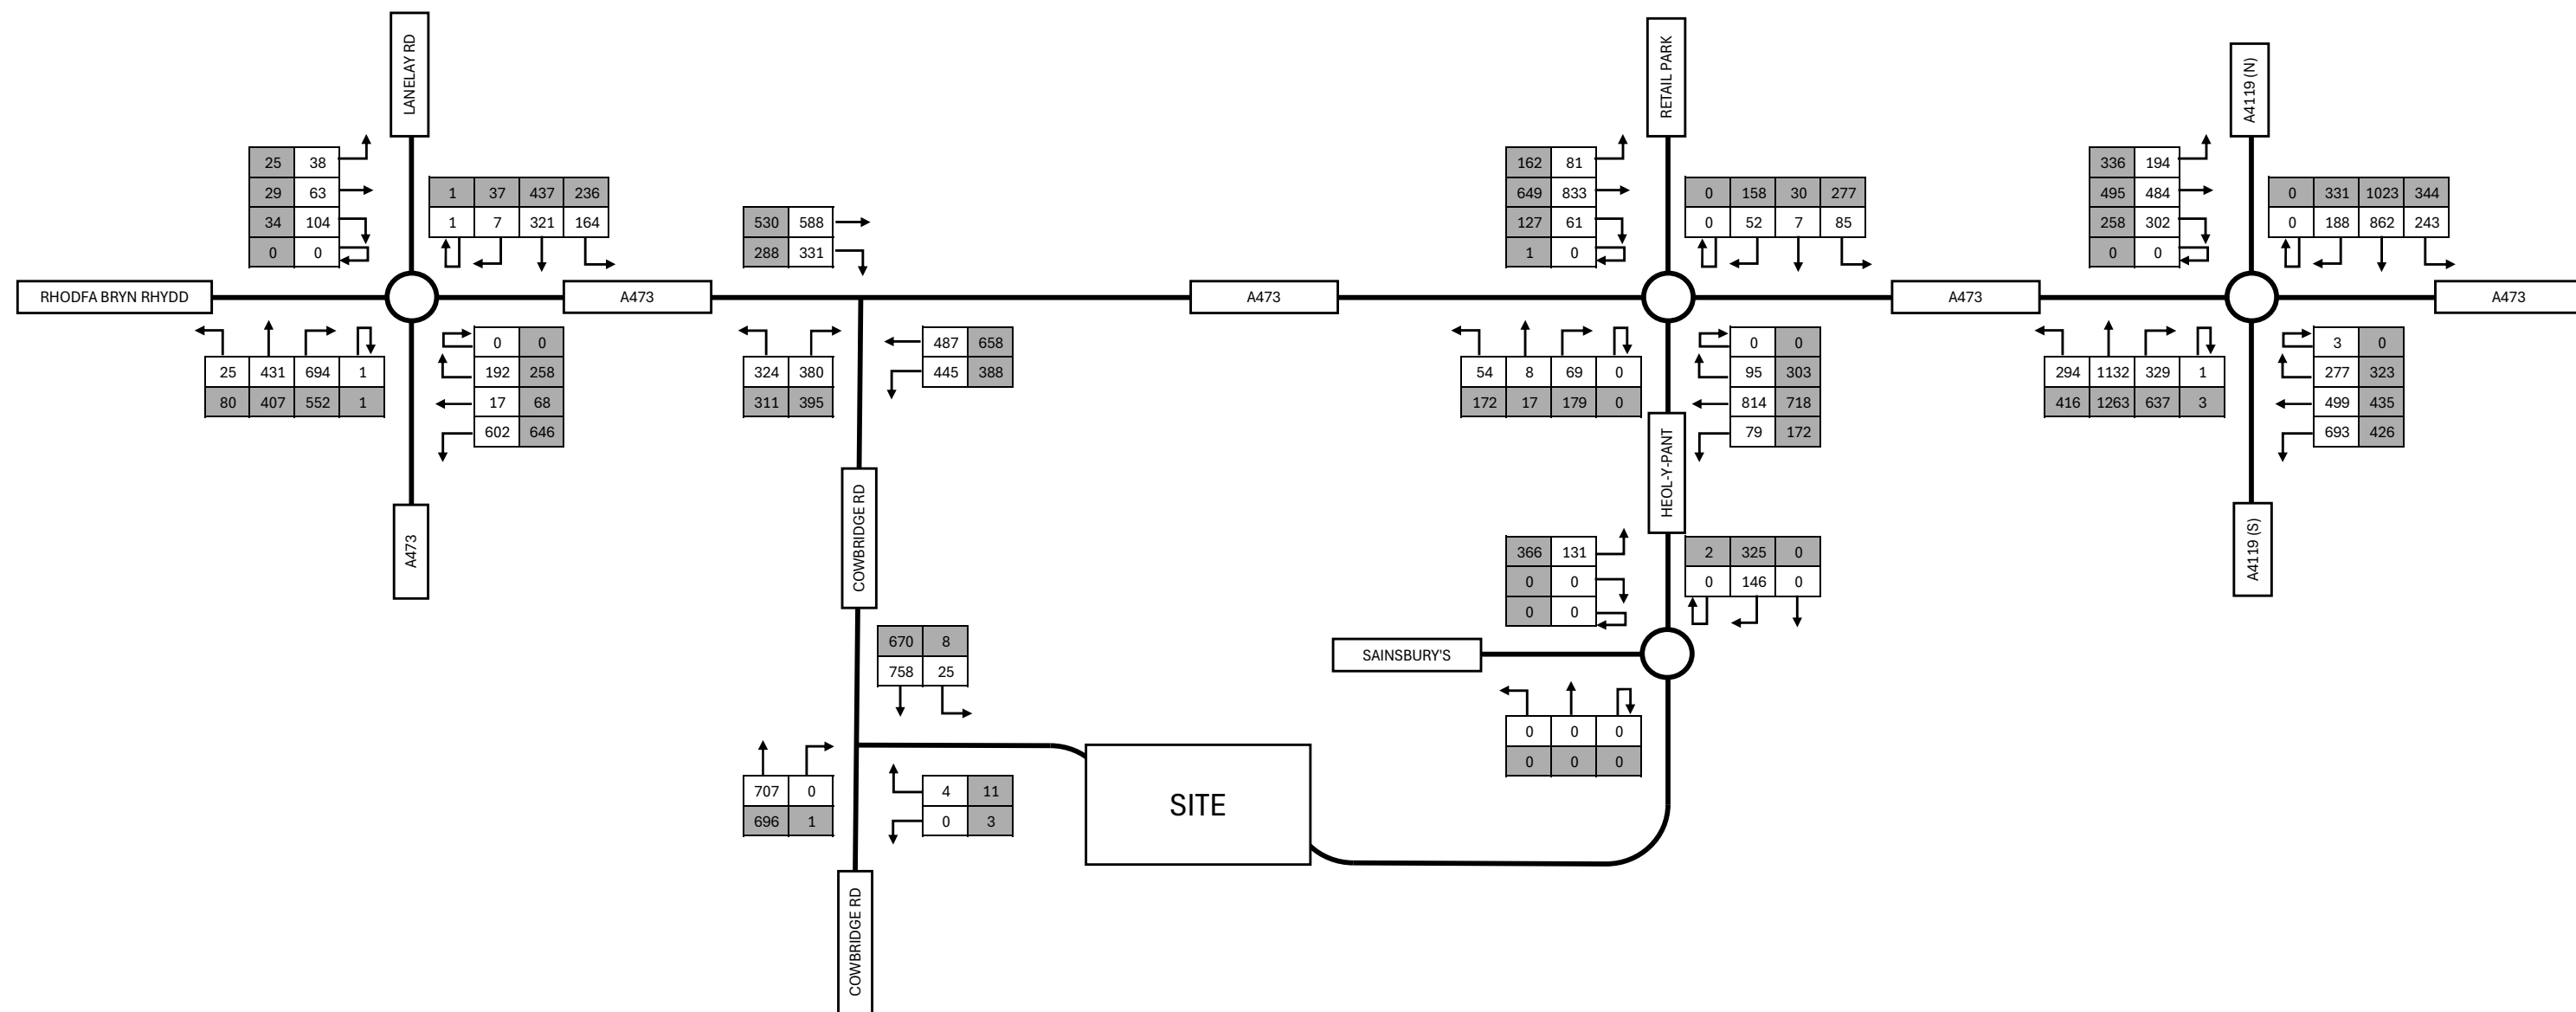 LANELAY RD
RETAIL PARK
A4119 (N)
25 38
29 63
34 104
0 0
1 37 437 236
1 7 321 164
530 588
288 331
162 81
649 833
127 61
1 0
0 158 30 277
0 52 7 85
336 194
495 484
258 302
0 0
0 331 1023 344
0 188 862 243
RHODFA BRYN RHYDD
A473
A473
A473
A473
25 431 694 1
80 407 552 1
0 0
192 258
17 68
602 646
324 380
311 395
487 658
445 388
54 8 69 0
172 17 179 0
0 0
95 303
814 718
79 172
294 1132 329 1
416 1263 637 3
3 0
277 323
499 435
693 426
A473
COWBRIDGE RD
HEOL-Y-PANT
A4119 (S)
366 131
0 0
0 0
2 325 0
0 146 0
SAINSBURY'S
670 8
758 25
0 0 0
0 0 0
707 0
696 1
4 11
0 3
SITE
COWBRIDGE RD